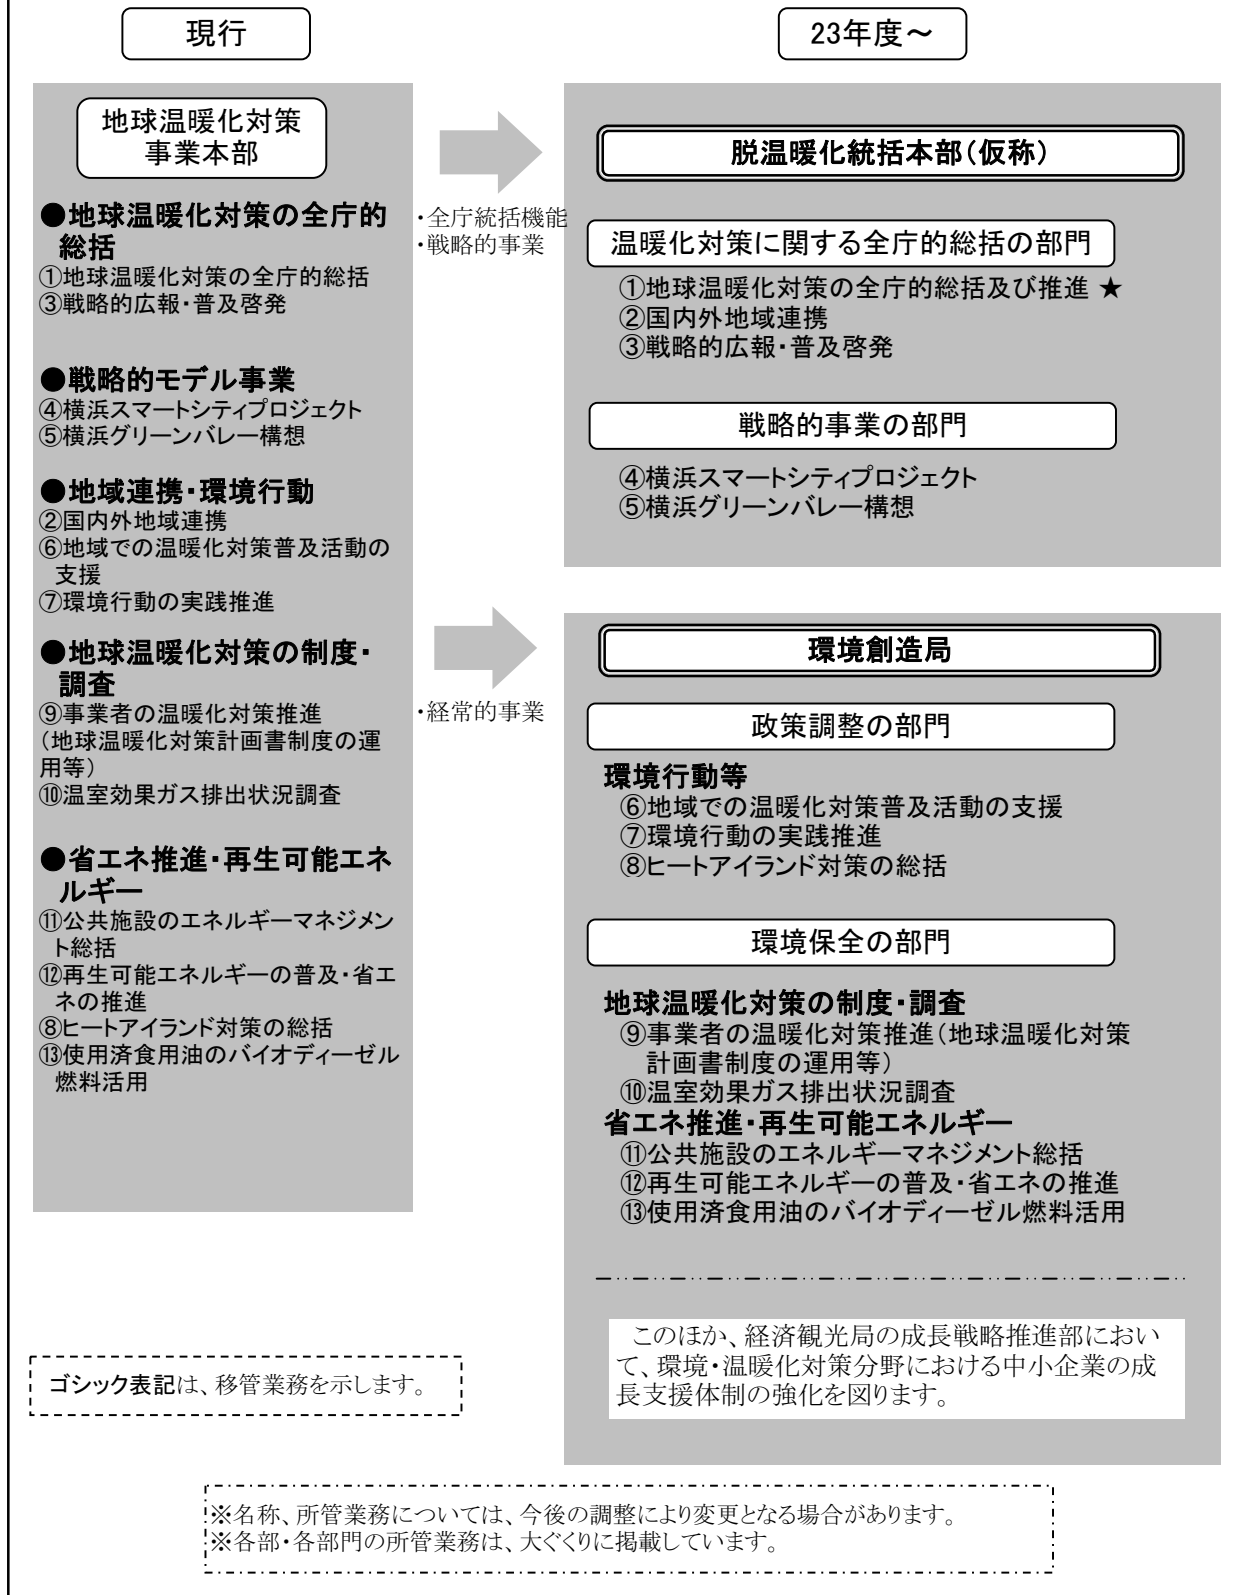 現行
23年度～
地球温暖化対策
事業本部
●地球温暖化対策の全庁的
総括
①地球温暖化対策の全庁的総括
③戦略的広報・普及啓発
●戦略的モデル事業
④横浜スマートシティプロジェクト
⑤横浜グリーンバレー構想
●地域連携・環境行動
②国内外地域連携
⑥地域での温暖化対策普及活動の
支援
⑦環境行動の実践推進
●地球温暖化対策の制度・
調査
⑨事業者の温暖化対策推進
（地球温暖化対策計画書制度の運
用等）
⑩温室効果ガス排出状況調査
●省エネ推進・再生可能エネ
ルギー
⑪公共施設のエネルギーマネジメン
ト総括
⑫再生可能エネルギーの普及・省エ
ネの推進
⑧ヒートアイランド対策の総括
⑬使用済食用油のバイオディーゼル
燃料活用
・全庁統括機能
・戦略的事業
・経常的事業
脱温暖化統括本部（仮称）
温暖化対策に関する全庁的総括の部門
①地球温暖化対策の全庁的総括及び推進 ★
②国内外地域連携
③戦略的広報・普及啓発
戦略的事業の部門
④横浜スマートシティプロジェクト
⑤横浜グリーンバレー構想
環境創造局
政策調整の部門
環境行動等
⑥地域での温暖化対策普及活動の支援
⑦環境行動の実践推進
⑧ヒートアイランド対策の総括
環境保全の部門
地球温暖化対策の制度・調査
⑨事業者の温暖化対策推進（地球温暖化対策
計画書制度の運用等）
⑩温室効果ガス排出状況調査
省エネ推進・再生可能エネルギー
⑪公共施設のエネルギーマネジメント総括
⑫再生可能エネルギーの普及・省エネの推進
⑬使用済食用油のバイオディーゼル燃料活用
このほか、経済観光局の成長戦略推進部におい
て、環境・温暖化対策分野における中小企業の成
長支援体制の強化を図ります。
ゴシック表記は、移管業務を示します。
※名称、所管業務については、今後の調整により変更となる場合があります。
※各部・各部門の所管業務は、大ぐくりに掲載しています。